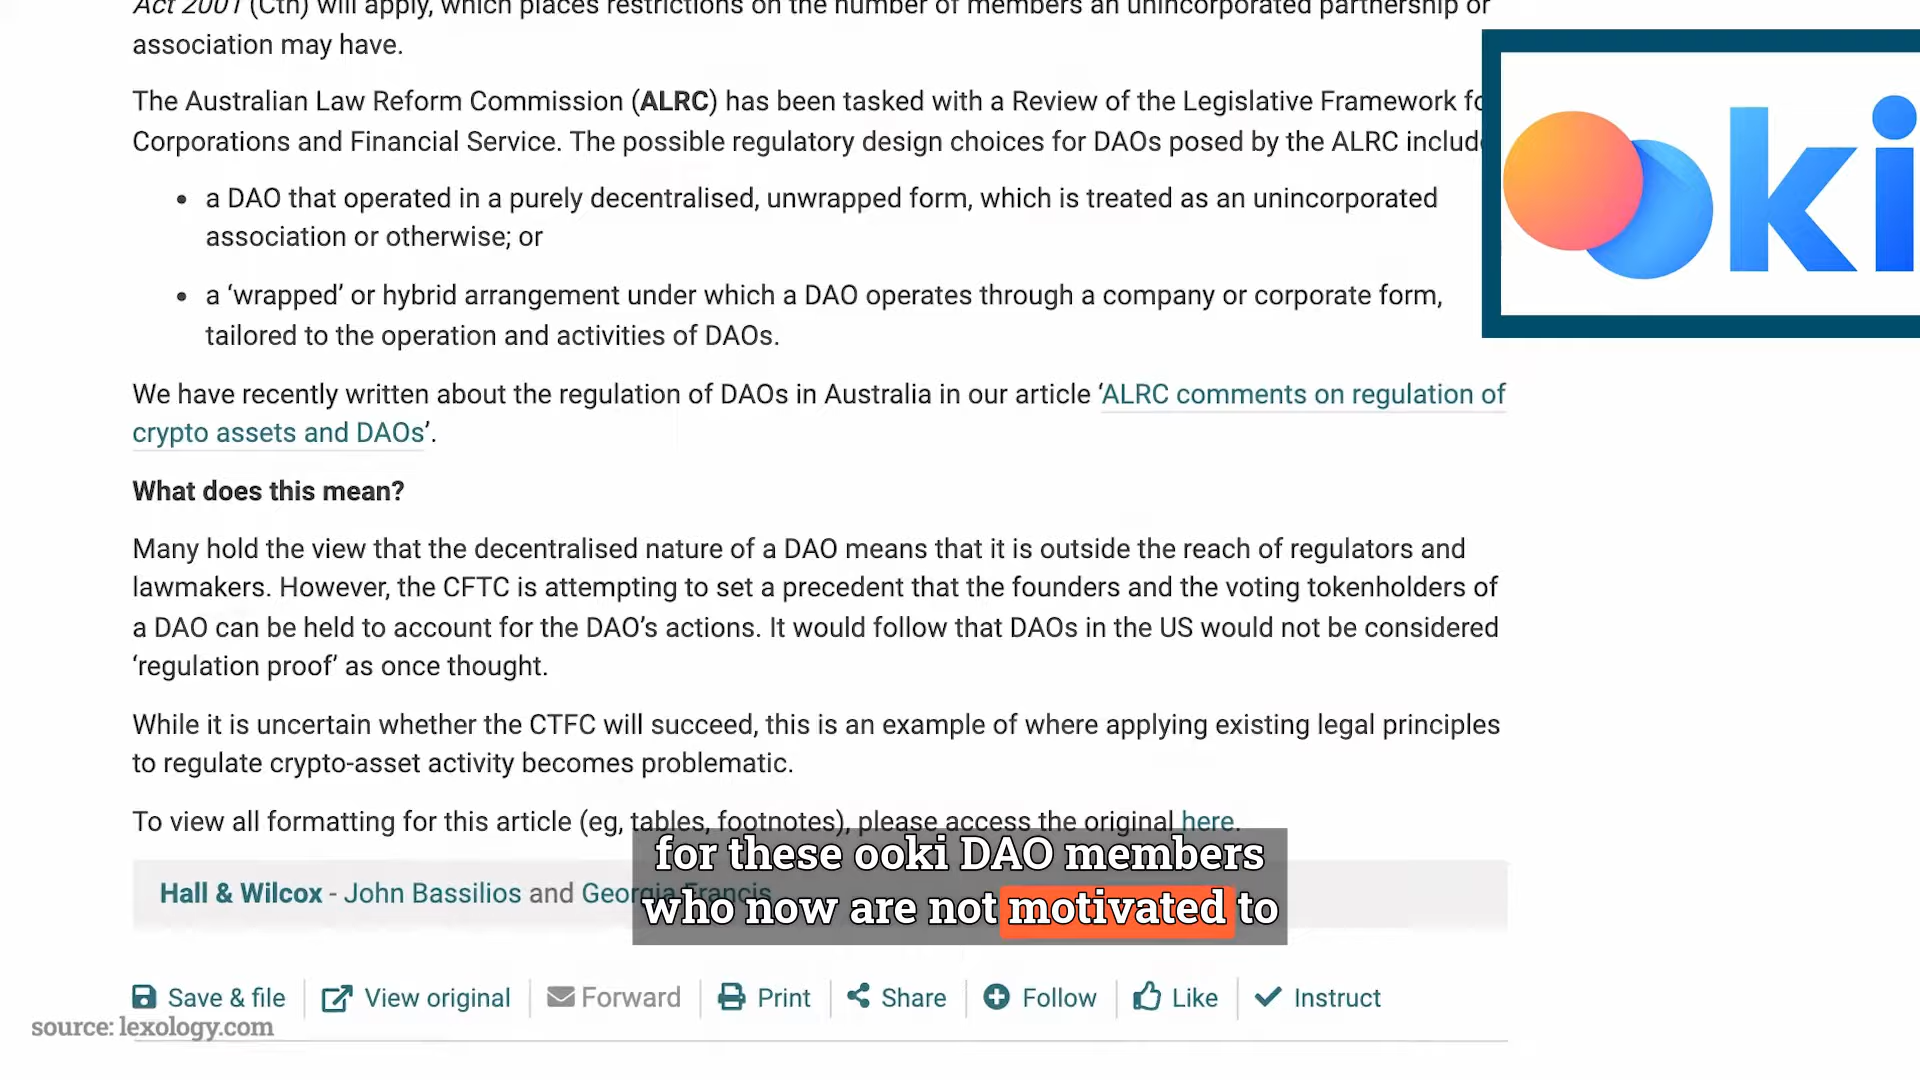 Act 2001 (Cth) will apply, which places restrictions on the number of members an unincorporated partnership or
association may have.
The Australian Law Reform Commission (ALRC) has been tasked with a Review of the Legislative Framework fo
Corporations and Financial Service. The possible regulatory design choices for DAOs posed by the ALRC includ
• a DAO that operated in a purely decentralised, unwrapped form, which is treated as an unincorporated
association or otherwise; or
• a ‘wrapped’ or hybrid arrangement under which a DAO operates through a company or corporate form,
tailored to the operation and activities of DAOs.
We have recently written about the regulation of DAOs in Australia in our article ‘ALRC comments on regulation of
crypto assets and DAOs’.
What does this mean?
Many hold the view that the decentralised nature of a DAO means that it is outside the reach of regulators and
lawmakers. However, the CFTC is attempting to set a precedent that the founders and the voting tokenholders of
a DAO can be held to account for the DAO’s actions. It would follow that DAOs in the US would not be considered
‘regulation proof’ as once thought.
While it is uncertain whether the CTFC will succeed, this is an example of where applying existing legal principles
to regulate crypto-asset activity becomes problematic.
To view all formatting for this article (eg, tables, footnotes), please access the original here.
Hall & Wilcox - John Bassilios and Georgia Francis
Save & file View original Forward Print Share Follow Like Instruct
source: lexology.com
ooki
for these ooki DAO members
who now are not motivated to